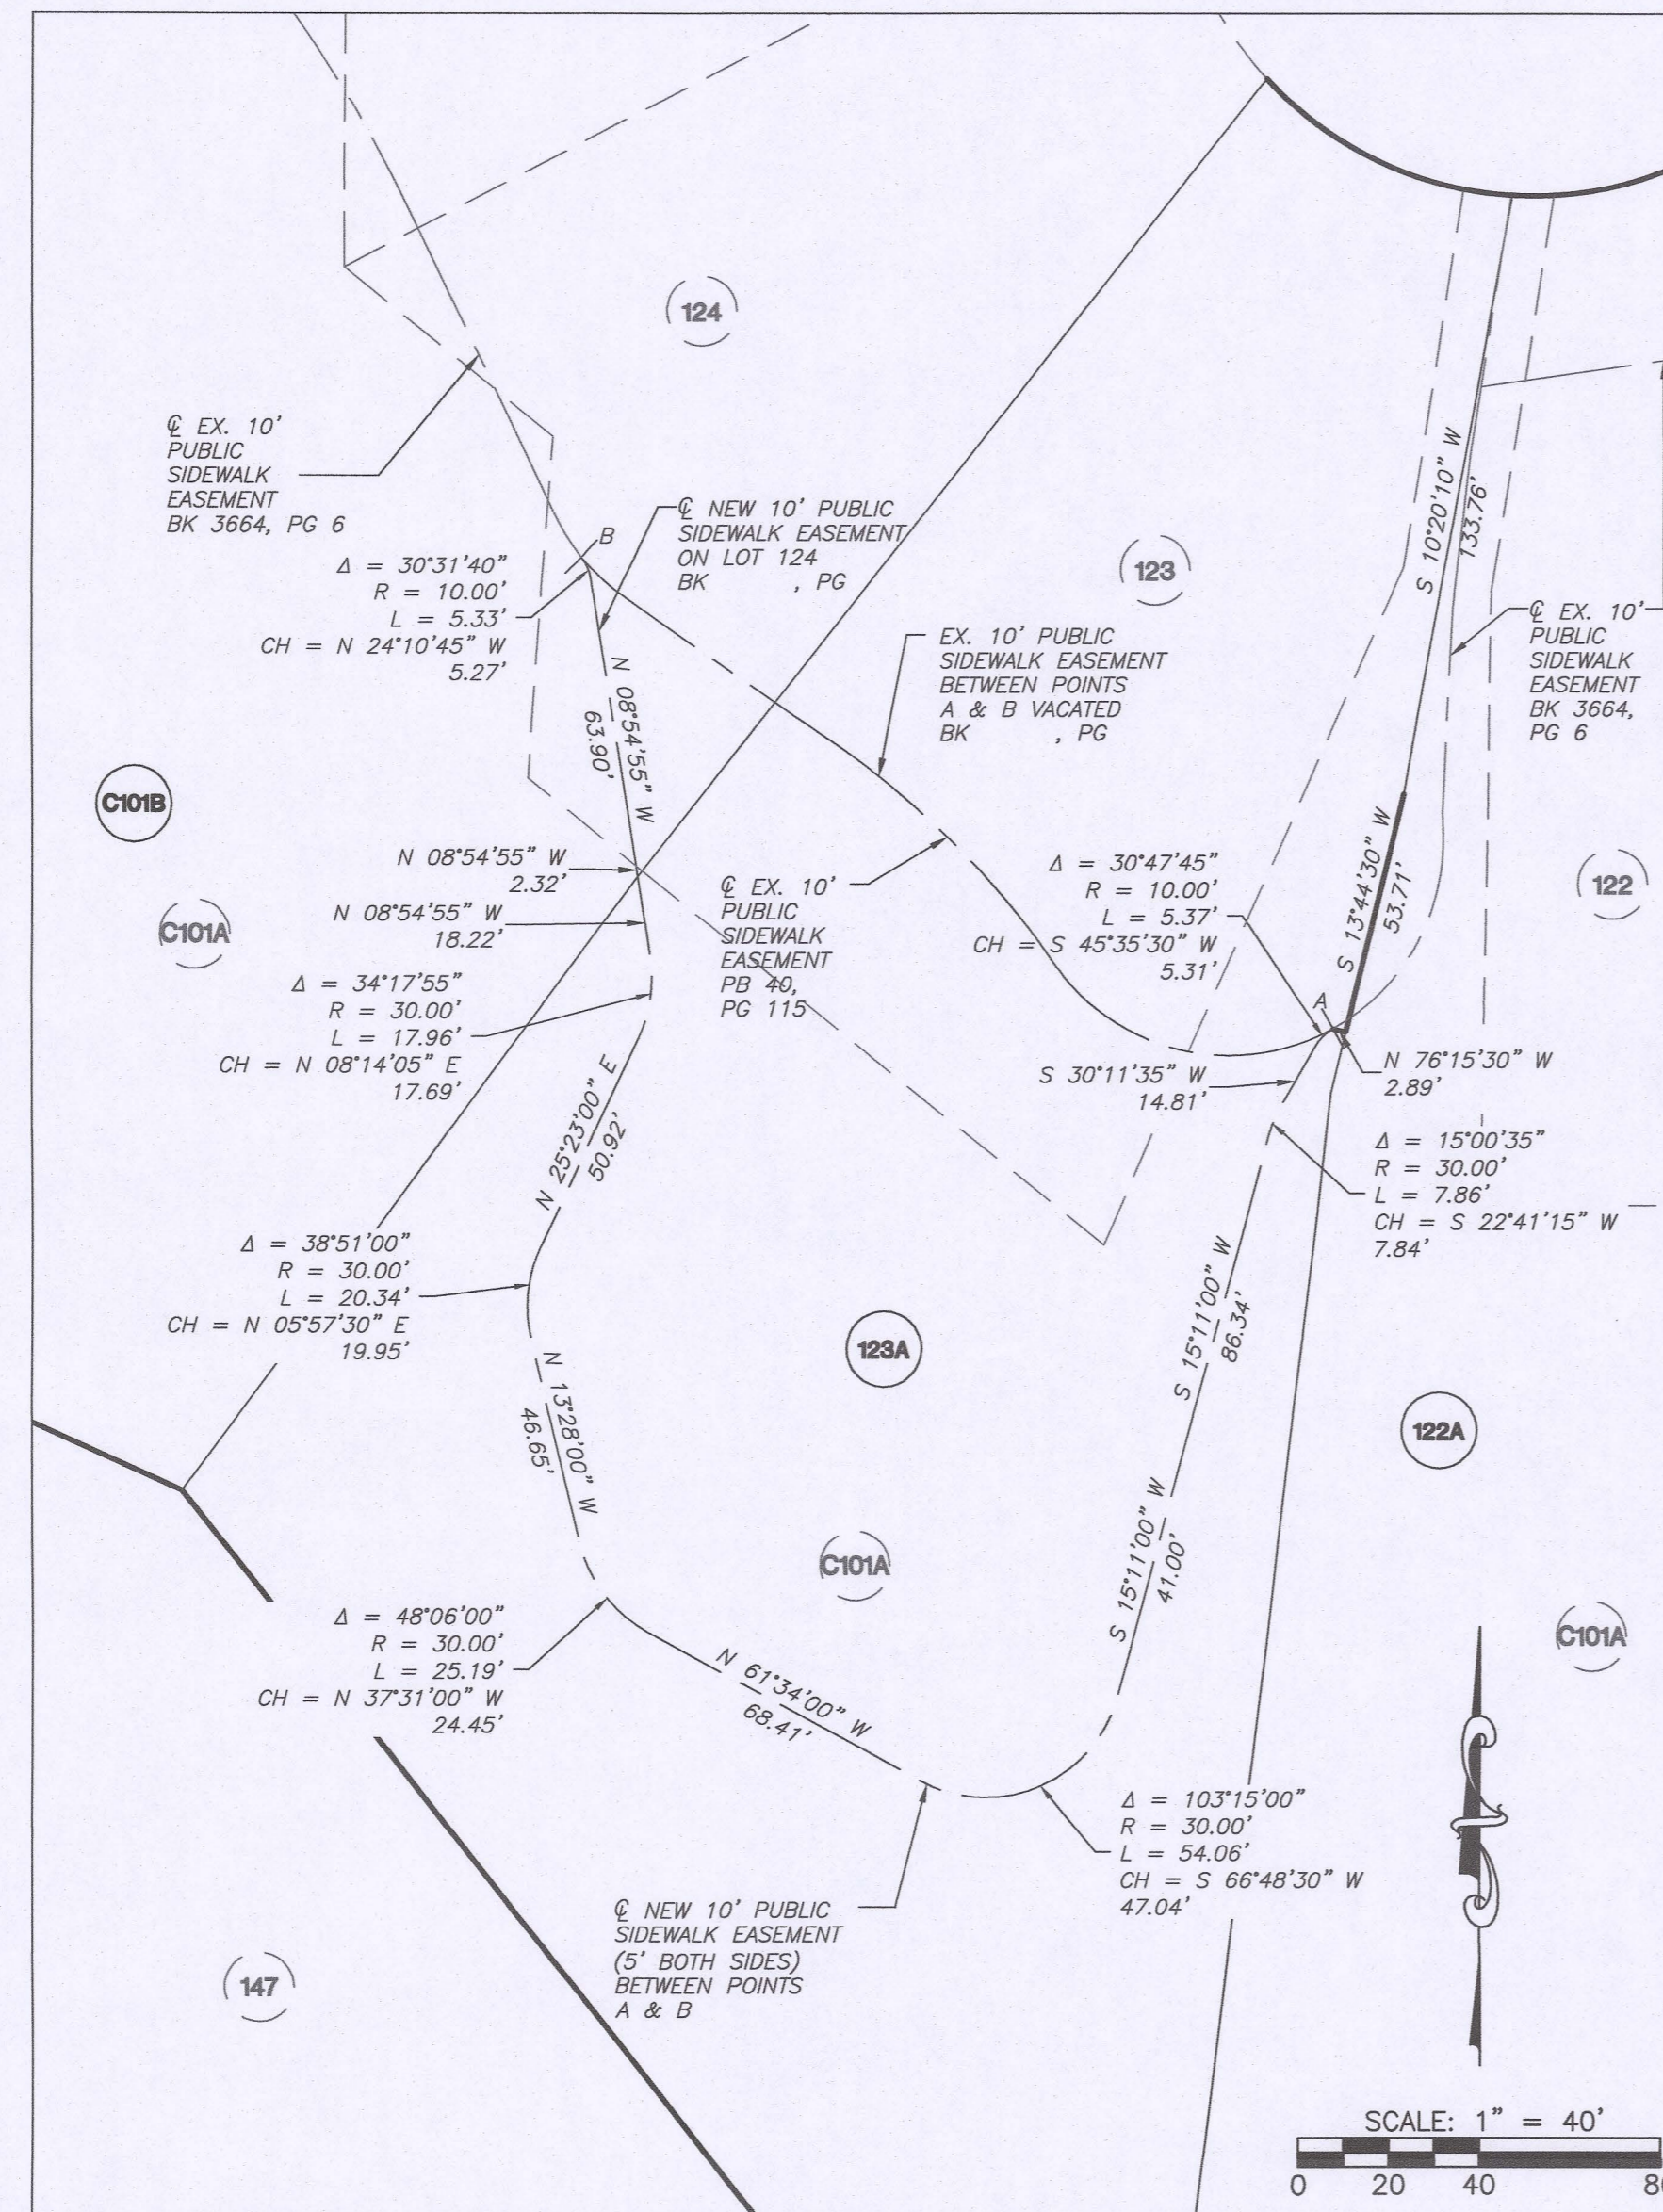 124
℄ EX. 10'
PUBLIC
SIDEWALK
EASEMENT
BK 3664, PG 6
℄ NEW 10' PUBLIC
SIDEWALK EASEMENT
ON LOT 124
BK , PG
B
Δ = 30°31'40"
R = 10.00'
L = 5.33'
CH = N 24°10'45" W
5.27'
N 08°54'55" W
63.90'
123
EX. 10' PUBLIC
SIDEWALK EASEMENT
BETWEEN POINTS
A & B VACATED
BK , PG
S 10°20'10" W
133.76'
℄ EX. 10'
PUBLIC
SIDEWALK
EASEMENT
BK 3664,
PG 6
C101B
N 08°54'55" W
2.32'
N 08°54'55" W
18.22'
C101A
℄ EX. 10'
PUBLIC
SIDEWALK
EASEMENT
PB 40,
PG 115
Δ = 30°47'45"
R = 10.00'
L = 5.37'
CH = S 45°35'30" W
5.31'
S 13°44'30" W
53.71'
122
Δ = 34°17'55"
R = 30.00'
L = 17.96'
CH = N 08°14'05" E
17.69'
A
N 76°15'30" W
2.89'
S 30°11'35" W
14.81'
N 25°23'00" E
50.92'
Δ = 15°00'35"
R = 30.00'
L = 7.86'
CH = S 22°41'15" W
7.84'
Δ = 38°51'00"
R = 30.00'
L = 20.34'
CH = N 05°57'30" E
19.95'
S 15°11'00" W
86.34'
123A
N 13°28'00" W
46.65'
122A
S 15°11'00" W
41.00'
C101A
C101A
Δ = 48°06'00"
R = 30.00'
L = 25.19'
CH = N 37°31'00" W
24.45'
N 61°34'00" W
68.41'
Δ = 103°15'00"
R = 30.00'
L = 54.06'
CH = S 66°48'30" W
47.04'
℄ NEW 10' PUBLIC
SIDEWALK EASEMENT
(5' BOTH SIDES)
BETWEEN POINTS
A & B
147
SCALE: 1" = 40'
0 20 40